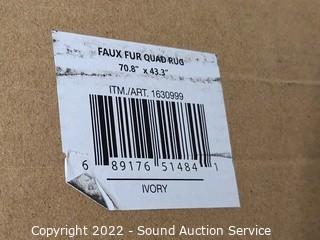 FAUX FUR QUAD RUG
70.8" x 43.3"
ITM./ART. 1630999
6 89176 51484 1
IVORY
Copyright 2022 - Sound Auction Service